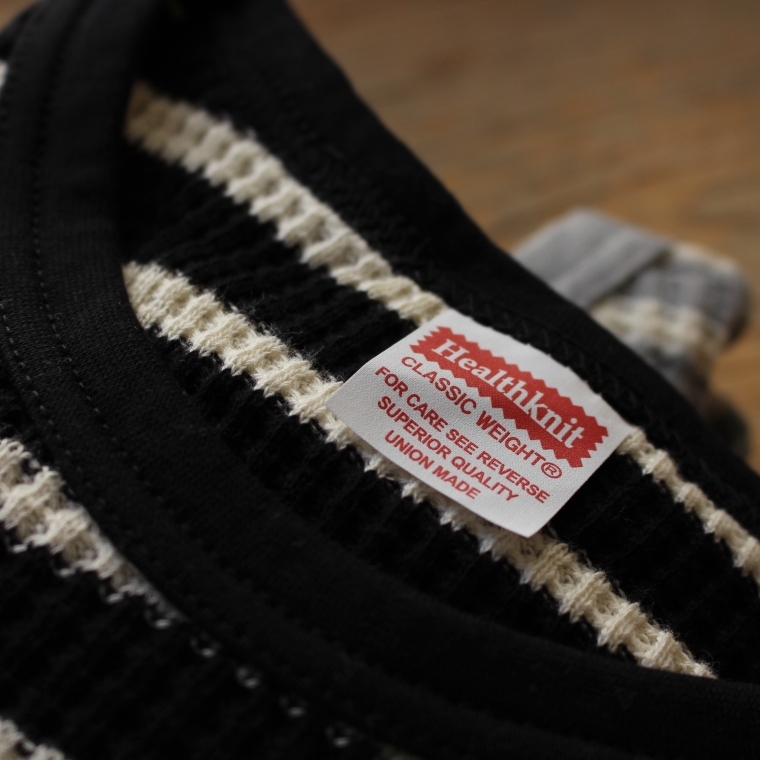 Healthknit
CLASSIC WEIGHT®
FOR CARE SEE REVERSE
SUPERIOR QUALITY
UNION MADE